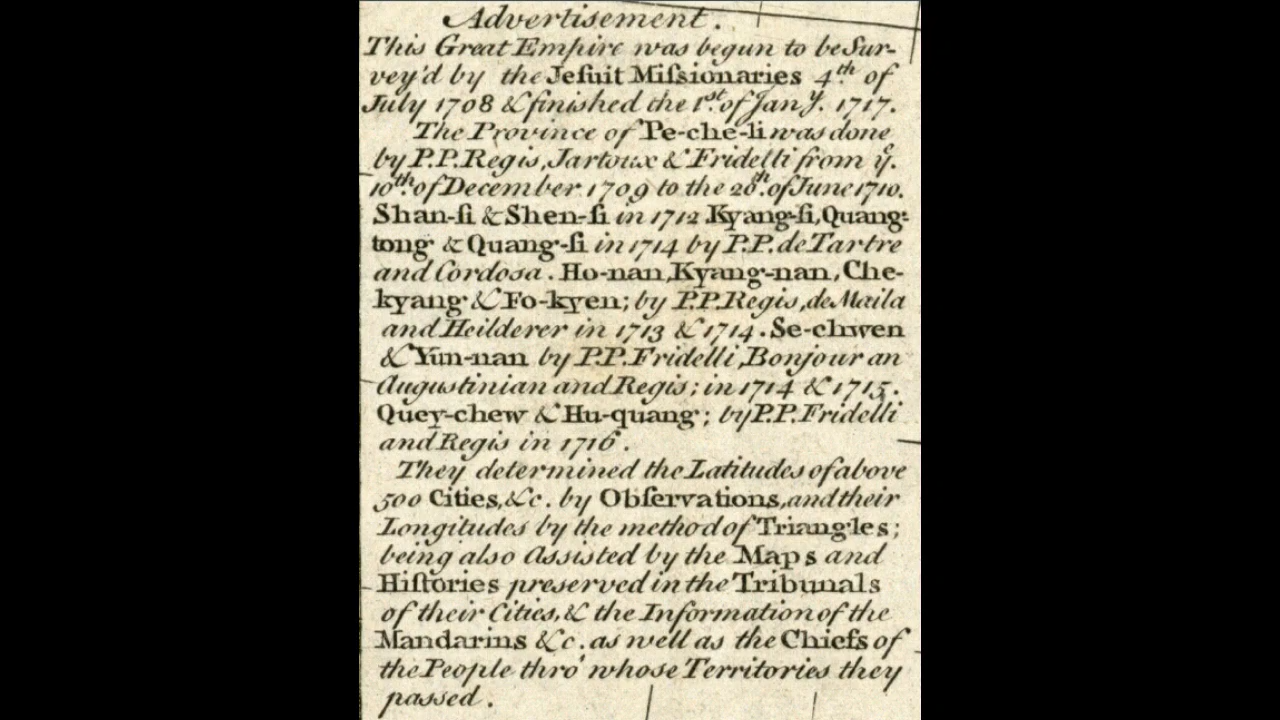 Advertisement.
This Great Empire was begun to be Sur-
vey'd by the Jeſuit Miſsionaries 4.th of
July 1708 & finished the 1st. of Jany. 1717.
The Province of Pe-che-li was done
by P.P. Regis, Jartoux & Fridelli from ye.
10th. of December 1709 to the 20th. of June 1710.
Shan-ſi & Shen-ſi in 1712 Kyang-ſi, Quang-
tong & Quang-ſi in 1714 by P.P. de Tartre
and Cordosa. Ho-nan, Kyang-nan, Che-
kyang & Fo-kyen; by P.P. Regis, de Maila
and Heilderer in 1713 & 1714. Se-chwen
& Yun-nan by P.P. Fridelli, Bonjour an
Augustinian and Regis; in 1714 & 1715.
Quey-chew & Hu-quang; by P.P. Fridelli
and Regis in 1716.
They determined the Latitudes of above
500 Cities, &c. by Obſervations, and their
Longitudes by the method of Triangles;
being also Assisted by the Maps and
Hiſtories preserved in the Tribunals
of their Cities, & the Information of the
Mandarins &c. as well as the Chiefs of
the People thro' whose Territories they
passed.